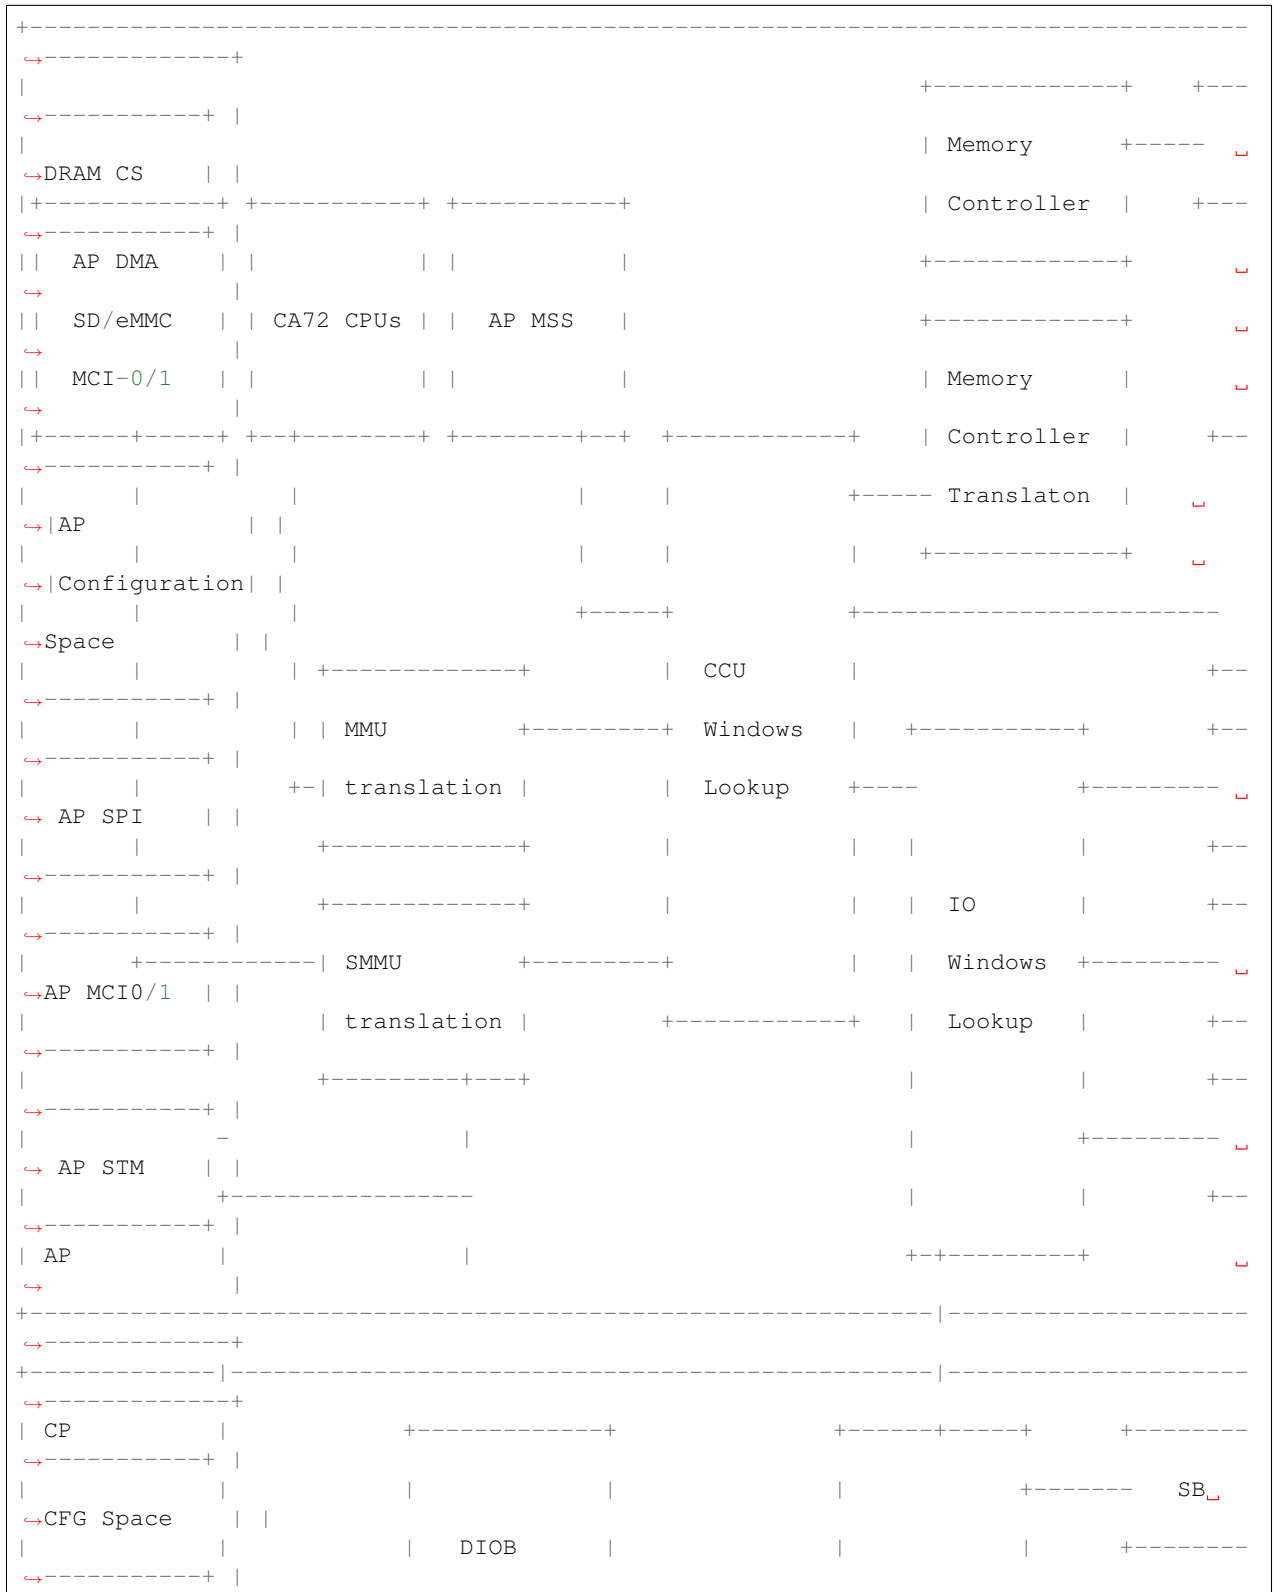 Memory
DRAM CS
Controller
AP DMA
SD/eMMC CA72 CPUs AP MSS
MCI-0/1 Memory
Controller
Translaton
AP
Configuration
Space
CCU
MMU Windows
translation Lookup
AP SPI
IO
SMMU Windows
AP MCI0/1
translation Lookup
AP STM
AP
CP
SB
CFG Space
DIOB